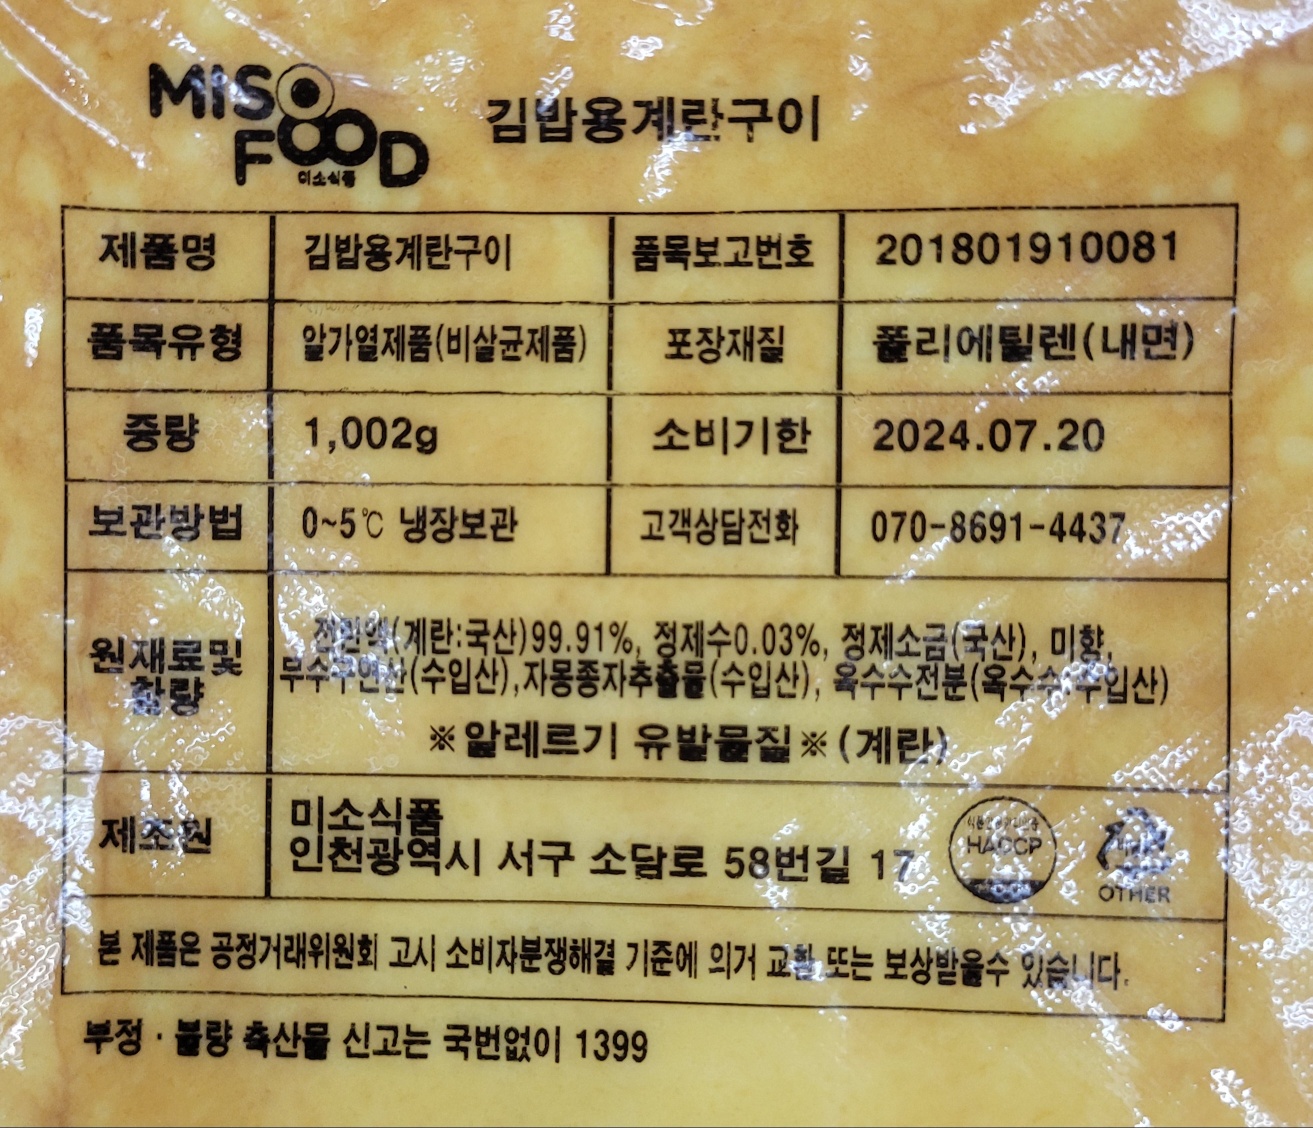 MISO
FOOD
미소식품
김밥용계란구이
제품명 김밥용계란구이 품목보고번호 201801910081
품목유형 알가열제품(비살균제품) 포장재질 폴리에틸렌(내면)
중량 1,002g 소비기한 2024.07.20
보관방법 0~5℃ 냉장보관 고객상담전화 070-8691-4437
원재료및
함량
전란액(계란:국산)99.91%, 정제수0.03%, 정제소금(국산), 미향,
무수구연산(수입산),자몽종자추출물(수입산), 옥수수전분(옥수수:수입산)
※알레르기 유발물질※(계란)
제조원
미소식품
인천광역시 서구 소담로 58번길 17
HACCP
OTHER
본 제품은 공정거래위원회 고시 소비자분쟁해결 기준에 의거 교환 또는 보상받을수 있습니다.
부정·불량 축산물 신고는 국번없이 1399